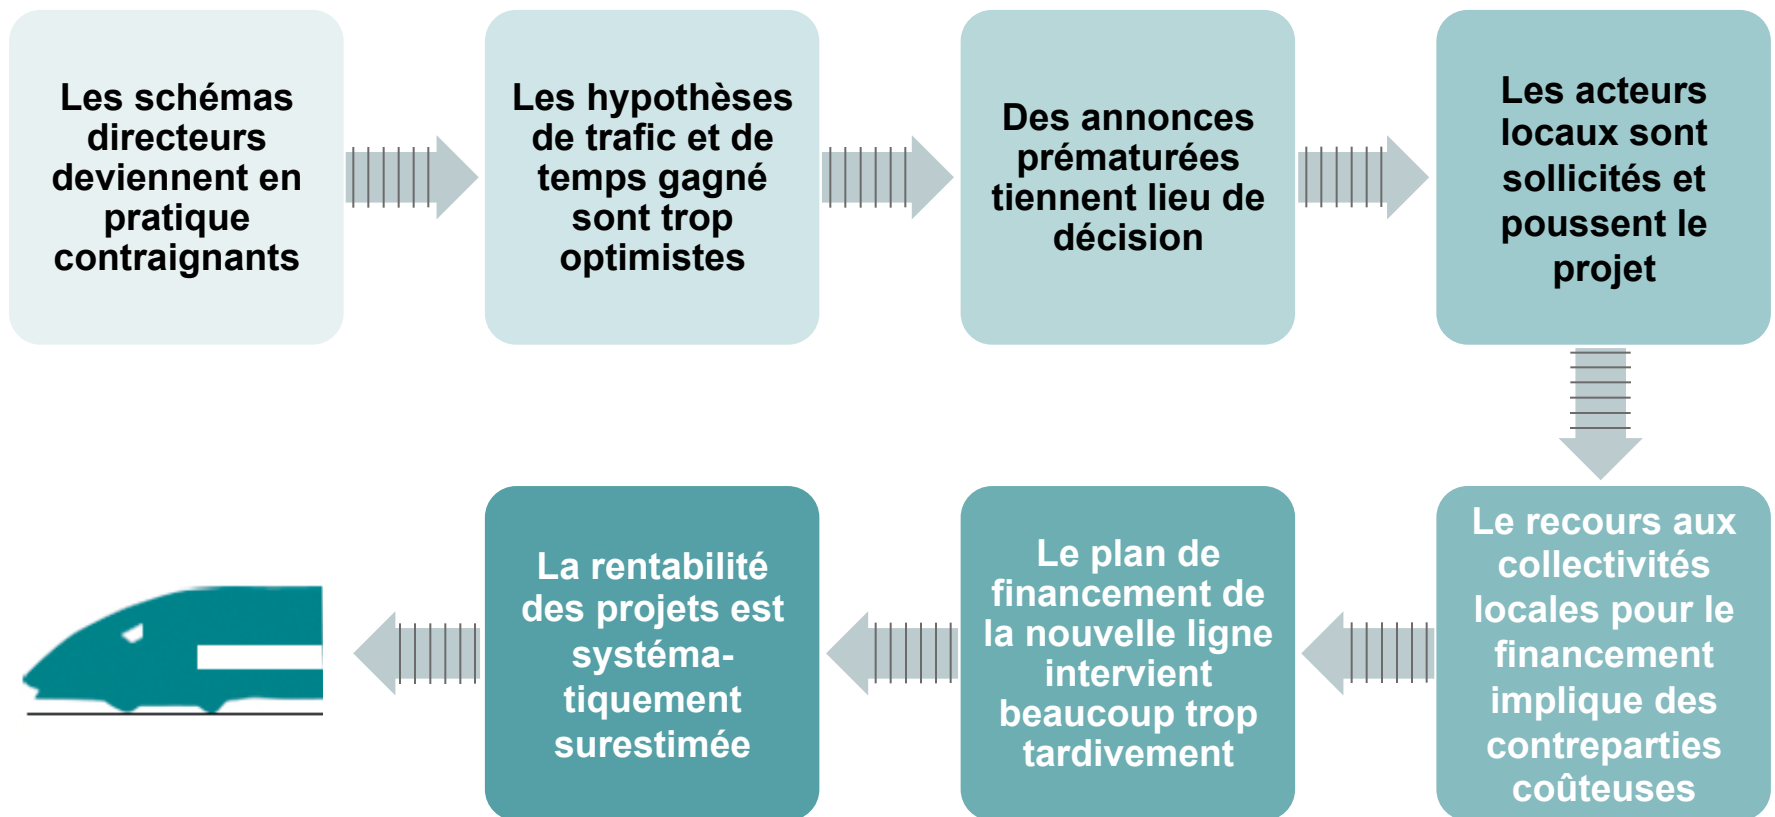 Les schémas
directeurs
deviennent en
pratique
contraignants
Les hypothèses
de trafic et de
temps gagné
sont trop
optimistes
Des annonces
prématurées
tiennent lieu de
décision
Les acteurs
locaux sont
sollicités et
poussent le
projet
Le recours aux
collectivités
locales pour le
financement
implique des
contreparties
coûteuses
Le plan de
financement de
la nouvelle ligne
intervient
beaucoup trop
tardivement
La rentabilité
des projets est
systéma-
tiquement
surestimée